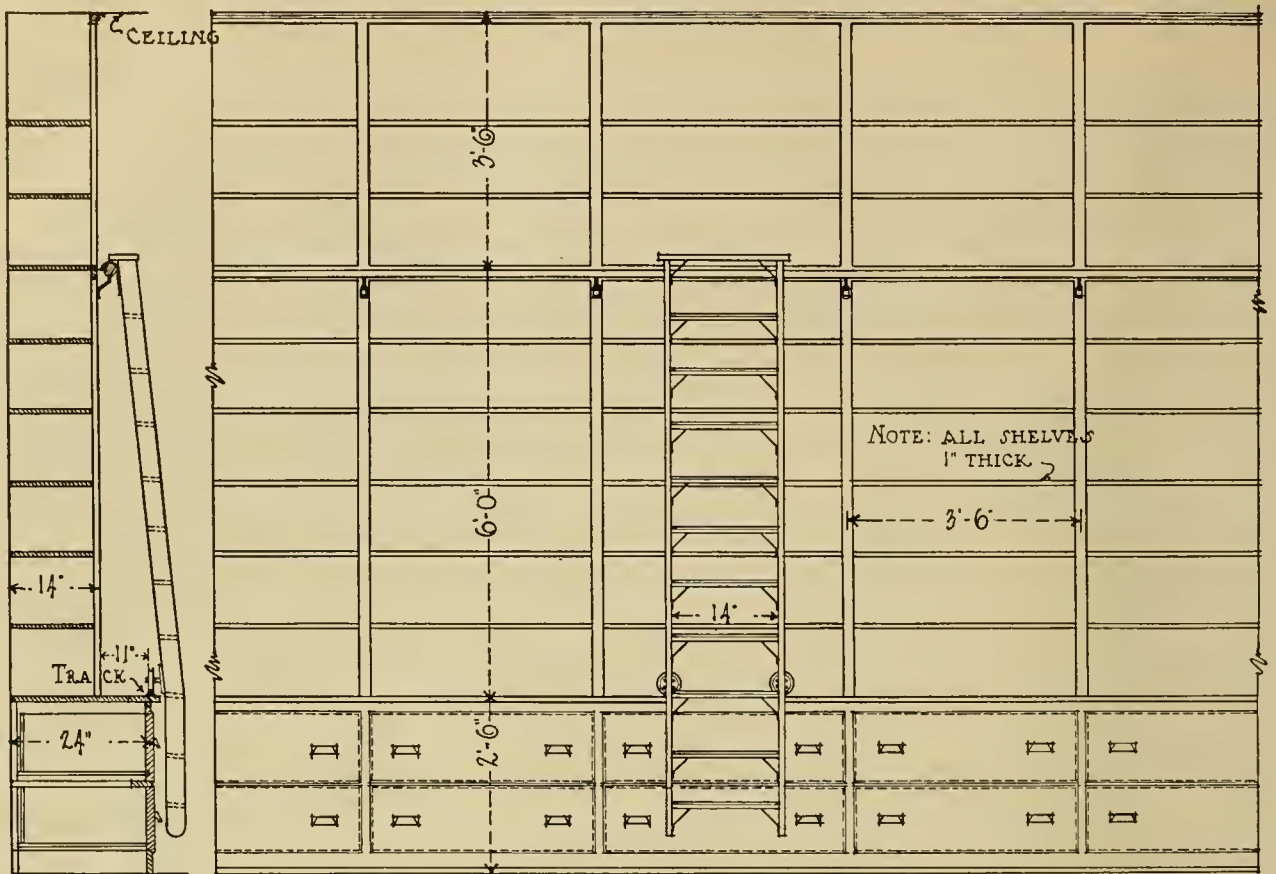 CEILING
3'-6"
NOTE: ALL SHELVES
1" THICK
6'-0"
3'-6"
14"
14"
11"
TRACK
24"
2'-6"